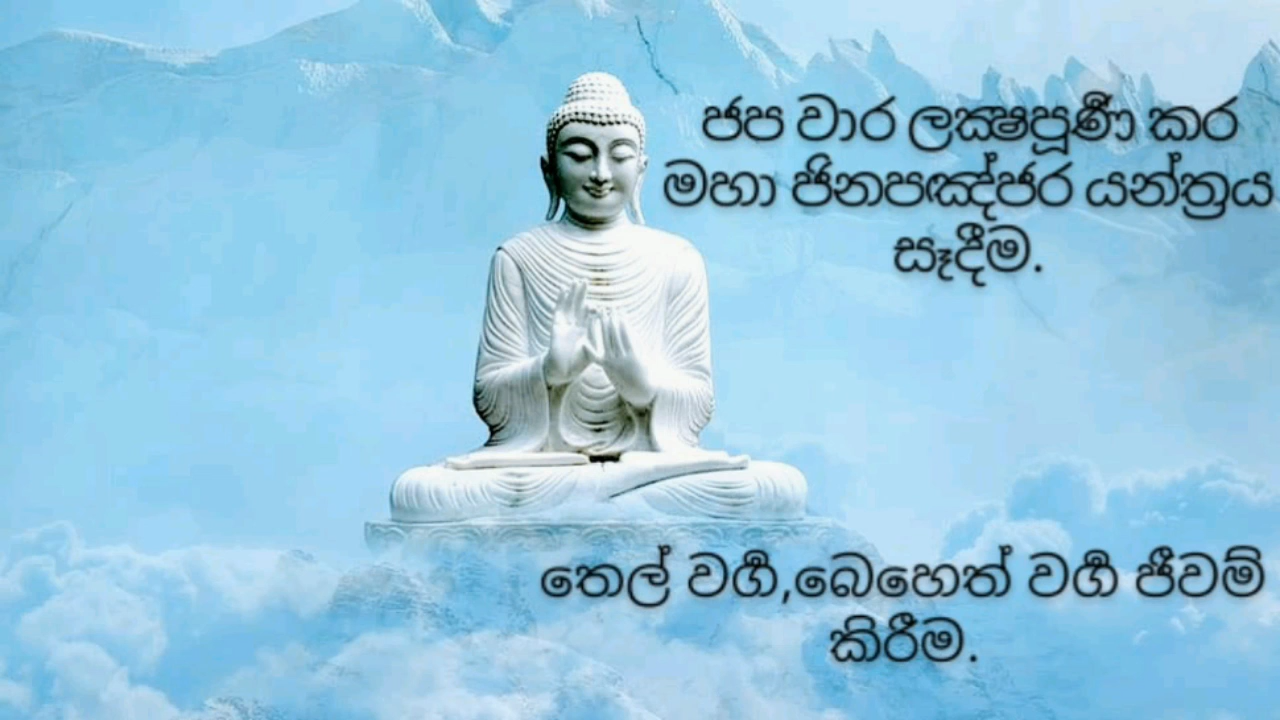 ජප වාර ලක්‍ෂපූර්‍ණ කර
මහා ජිනපඤ්ජර යන්ත්‍රය
සෑදීම.
තෙල් වර්‍ග,බෙහෙත් වර්‍ග ජීවම්
කිරීම.